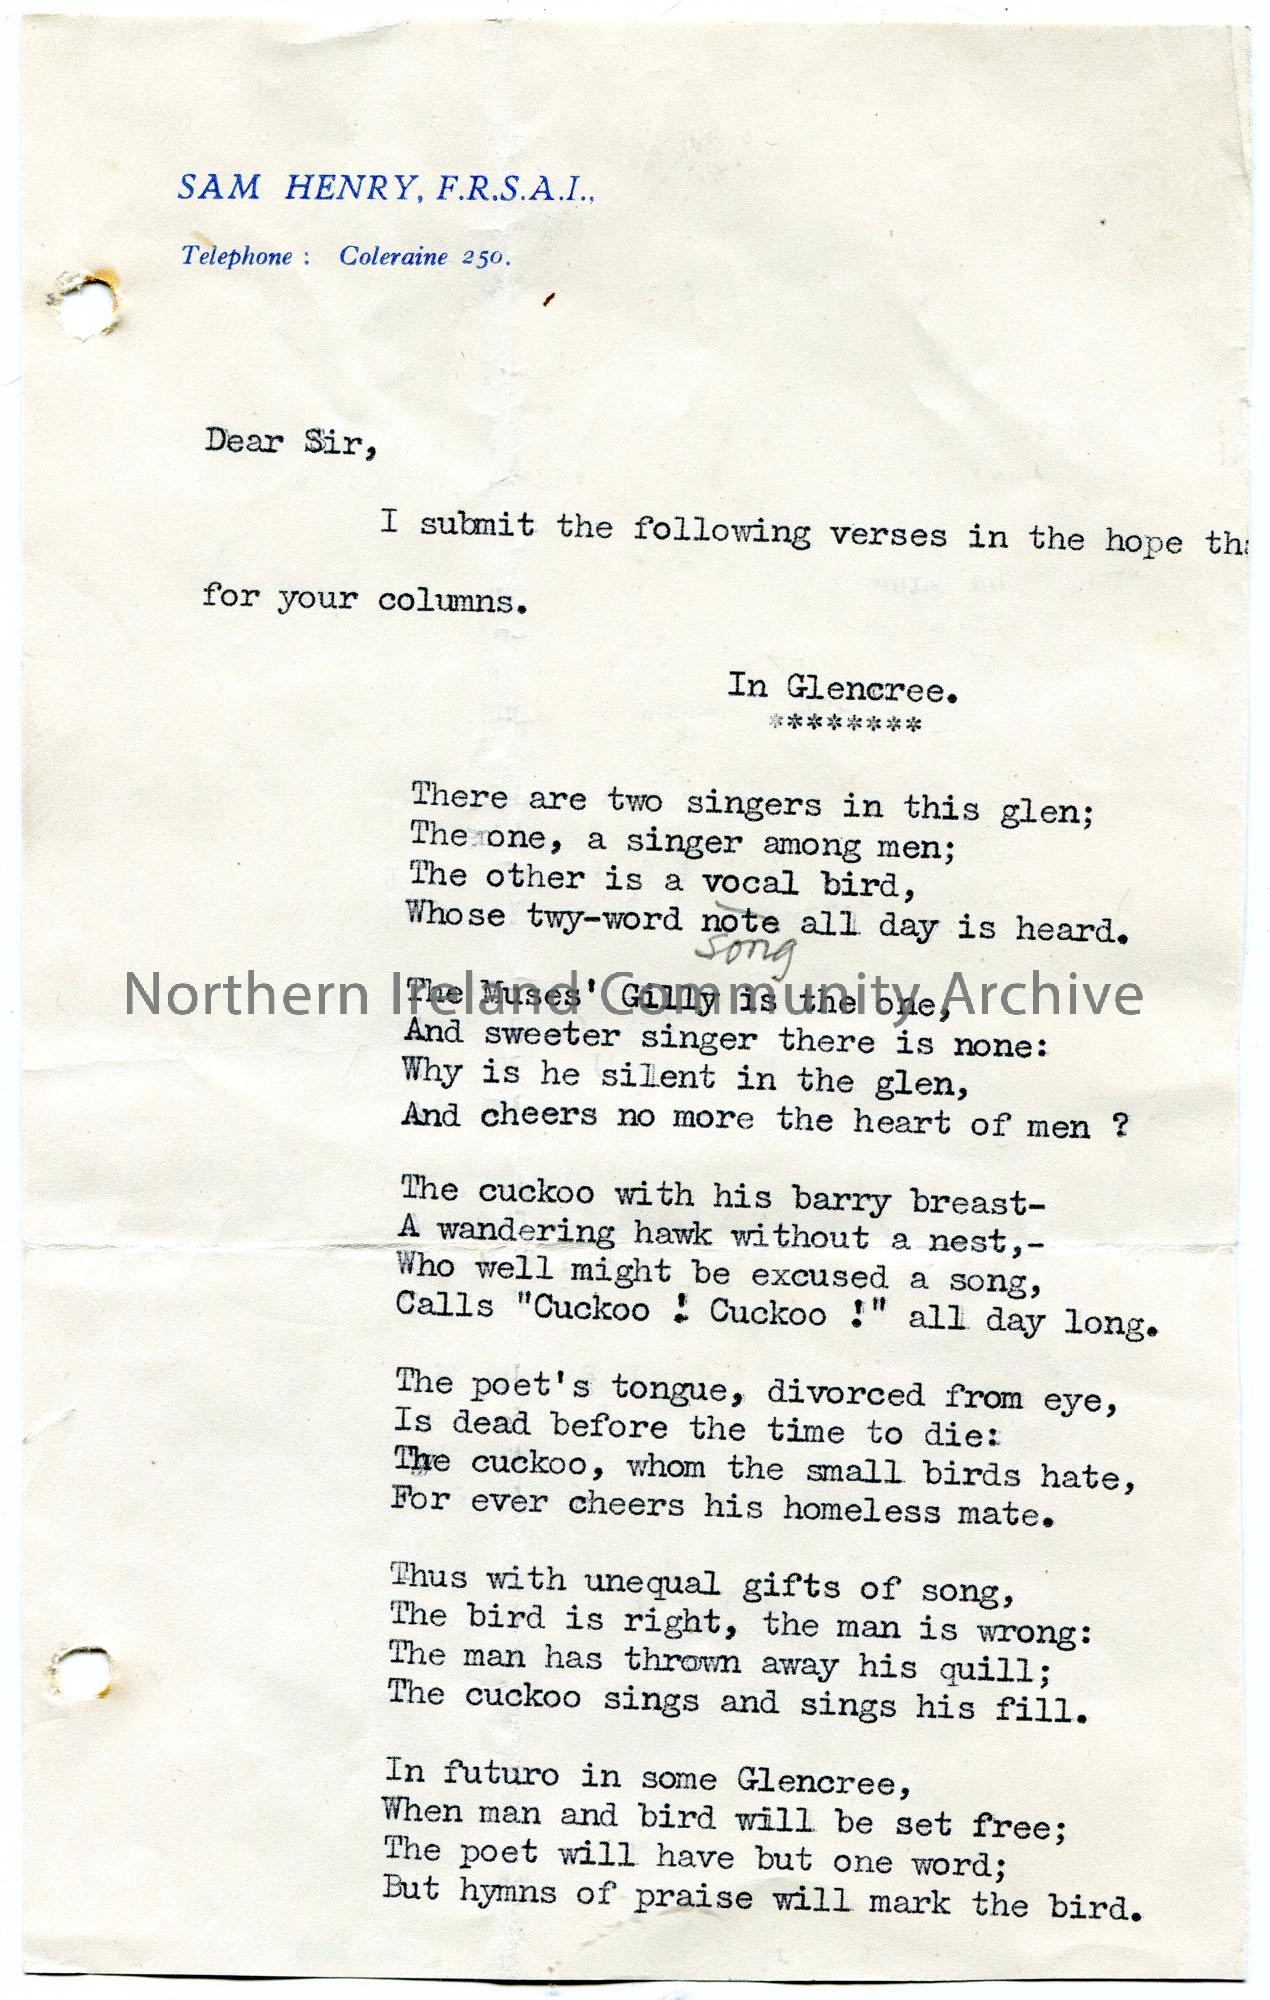 SAM HENRY, F.R.S.A.I.,
Telephone : Coleraine 250.
Dear Sir,
I submit the following verses in the hope tha
for your columns.
In Glencree.
********
There are two singers in this glen;
The one, a singer among men;
The other is a vocal bird,
Whose twy-word note all day is heard.
song
Northern Ireland Community Archive
The Muses' Gilly is the one,
And sweeter singer there is none:
Why is he silent in the glen,
And cheers no more the heart of men ?
The cuckoo with his barry breast-
A wandering hawk without a nest,-
Who well might be excused a song,
Calls "Cuckoo ! Cuckoo !" all day long.
The poet's tongue, divorced from eye,
Is dead before the time to die:
The cuckoo, whom the small birds hate,
For ever cheers his homeless mate.
Thus with unequal gifts of song,
The bird is right, the man is wrong:
The man has thrown away his quill;
The cuckoo sings and sings his fill.
In futuro in some Glencree,
When man and bird will be set free;
The poet will have but one word;
But hymns of praise will mark the bird.